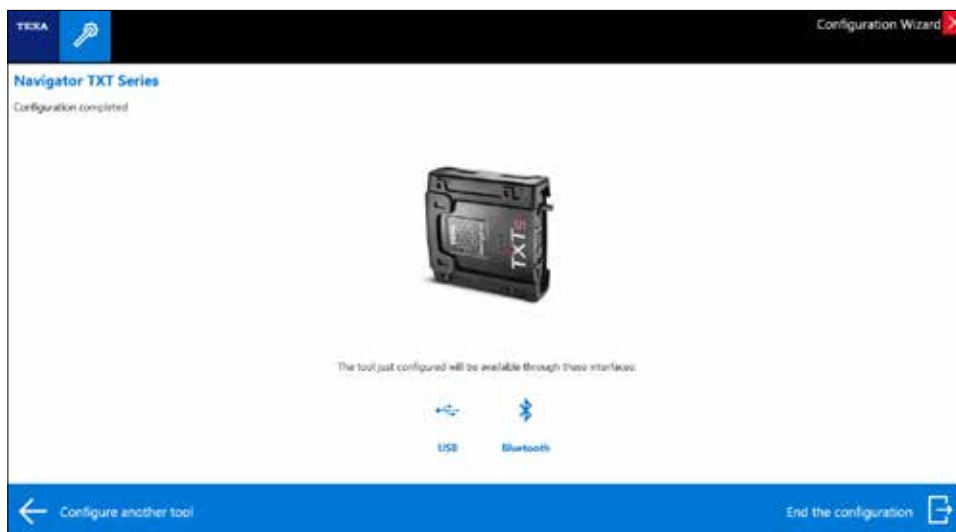 TEXA
Configuration Wizard
Navigator TXT Series
Configuration completed
TXTs
The tool just configured will be available through these interfaces:
USB
Bluetooth
Configure another tool
End the configuration